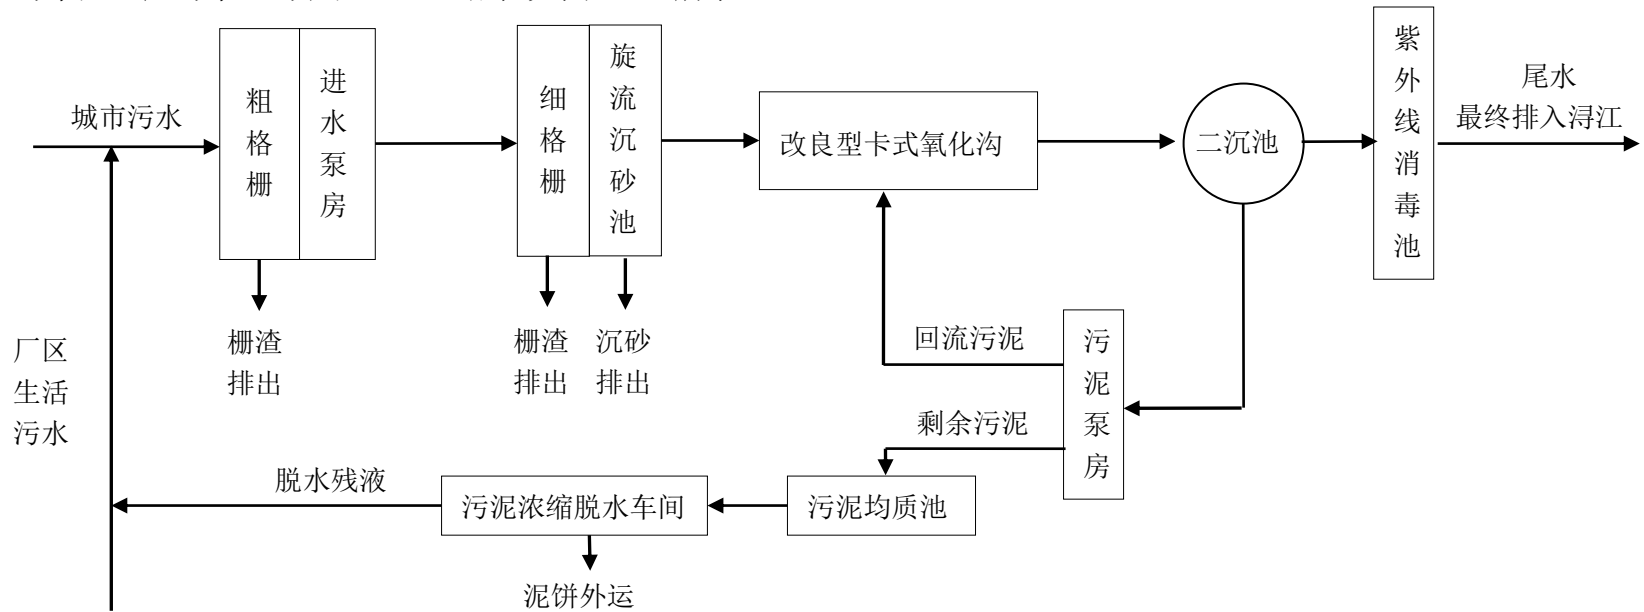 城市污水
粗格栅
进水泵房
细格栅
旋流沉砂池
改良型卡式氧化沟
二沉池
紫外线消毒池
尾水
最终排入浔江
栅渣
排出
栅渣
排出
沉砂
排出
厂区
生活
污水
回流污泥
污泥泵房
剩余污泥
脱水残液
污泥浓缩脱水车间
污泥均质池
泥饼外运